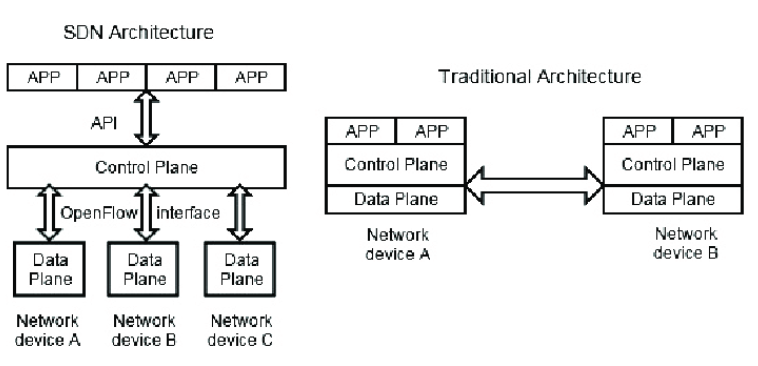 SDN Architecture
APP APP APP APP
API
Control Plane
OpenFlow interface
Data Plane
Data Plane
Data Plane
Network device A
Network device B
Network device C
Traditional Architecture
APP APP
Control Plane
Data Plane
Network device A
APP APP
Control Plane
Data Plane
Network device B